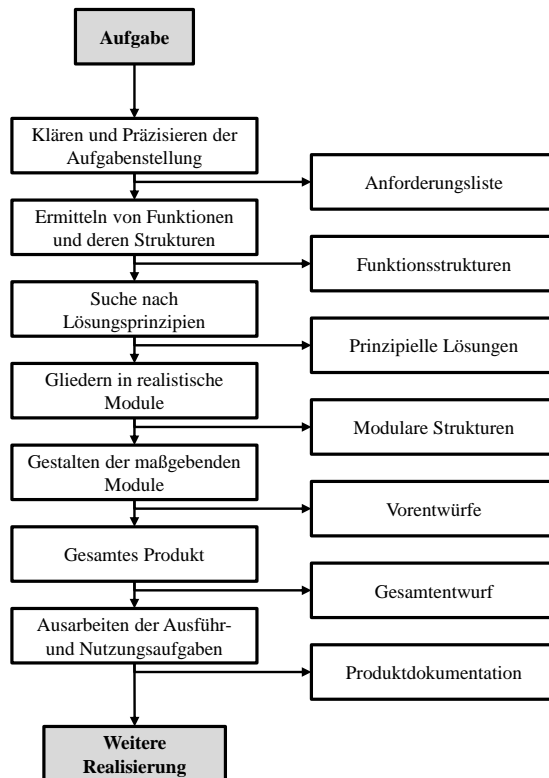 Aufgabe
Klären und Präzisieren der
Aufgabenstellung
Anforderungsliste
Ermitteln von Funktionen
und deren Strukturen
Funktionsstrukturen
Suche nach
Lösungsprinzipien
Prinzipielle Lösungen
Gliedern in realistische
Module
Modulare Strukturen
Gestalten der maßgebenden
Module
Vorentwürfe
Gesamtes Produkt
Gesamtentwurf
Ausarbeiten der Ausführ-
und Nutzungsaufgaben
Produktdokumentation
Weitere
Realisierung